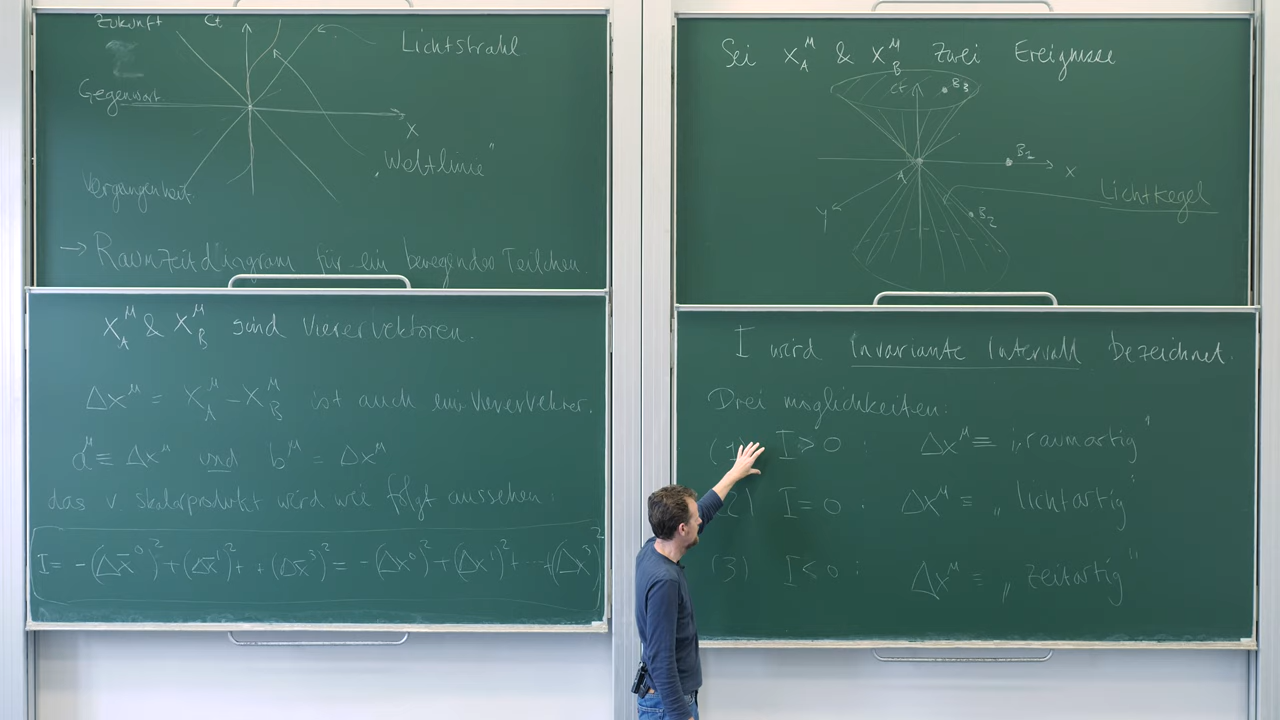 Zukunft
Ct
Lichtstrahl
Gegenwart
X
"Weltlinie"
Vergangenheit
→ Raumzeitdiagram für ein bewegendes Teilchen.
X_A^μ & X_B^μ sind Vierervektoren.
Δx^μ = X_A^μ - X_B^μ ist auch ein Vierervektor.
a^μ ≡ Δx^μ und b^μ = Δx^μ
das v. skalarprodukt wird wie folgt aussehen:
I = -(Δx̄^0)^2 + (Δx̄^1)^2 + + (Δx̄^3)^2 = -(Δx^0)^2 + (Δx^1)^2 + ... + (Δx^3)^2
Sei X_A^μ & X_B^μ zwei Ereignisse
Ct
B_3
B_1
A
X
Lichtkegel
Y
B_2
I wird Invariante Intervall bezeichnet.
Drei möglichkeiten:
(1) I > 0 : Δx^μ ≡ "raumartig"
(2) I = 0 . Δx^μ = "lichtartig"
(3) I < 0 : Δx^μ = "zeitartig"